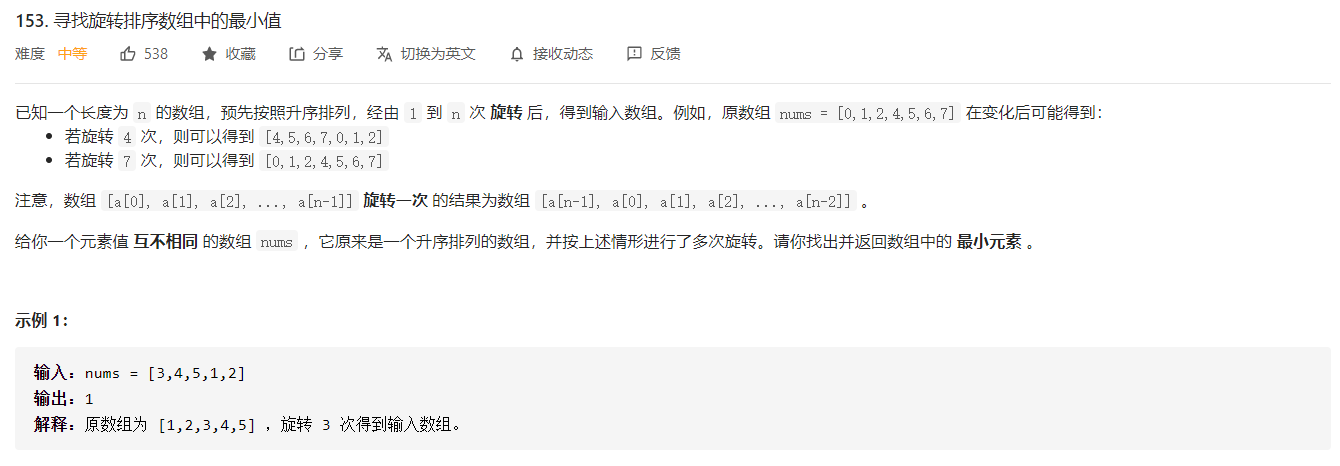 153. 寻找旋转排序数组中的最小值
难度 中等 538 收藏 分享 切换为英文 接收动态 反馈
已知一个长度为 n 的数组，预先按照升序排列，经由 1 到 n 次 旋转 后，得到输入数组。例如，原数组 nums = [0,1,2,4,5,6,7] 在变化后可能得到：
• 若旋转 4 次，则可以得到 [4,5,6,7,0,1,2]
• 若旋转 7 次，则可以得到 [0,1,2,4,5,6,7]
注意，数组 [a[0], a[1], a[2], ..., a[n-1]] 旋转一次 的结果为数组 [a[n-1], a[0], a[1], a[2], ..., a[n-2]] 。
给你一个元素值 互不相同 的数组 nums ，它原来是一个升序排列的数组，并按上述情形进行了多次旋转。请你找出并返回数组中的 最小元素 。
示例 1：
输入：nums = [3,4,5,1,2]
输出：1
解释：原数组为 [1,2,3,4,5] ，旋转 3 次得到输入数组。